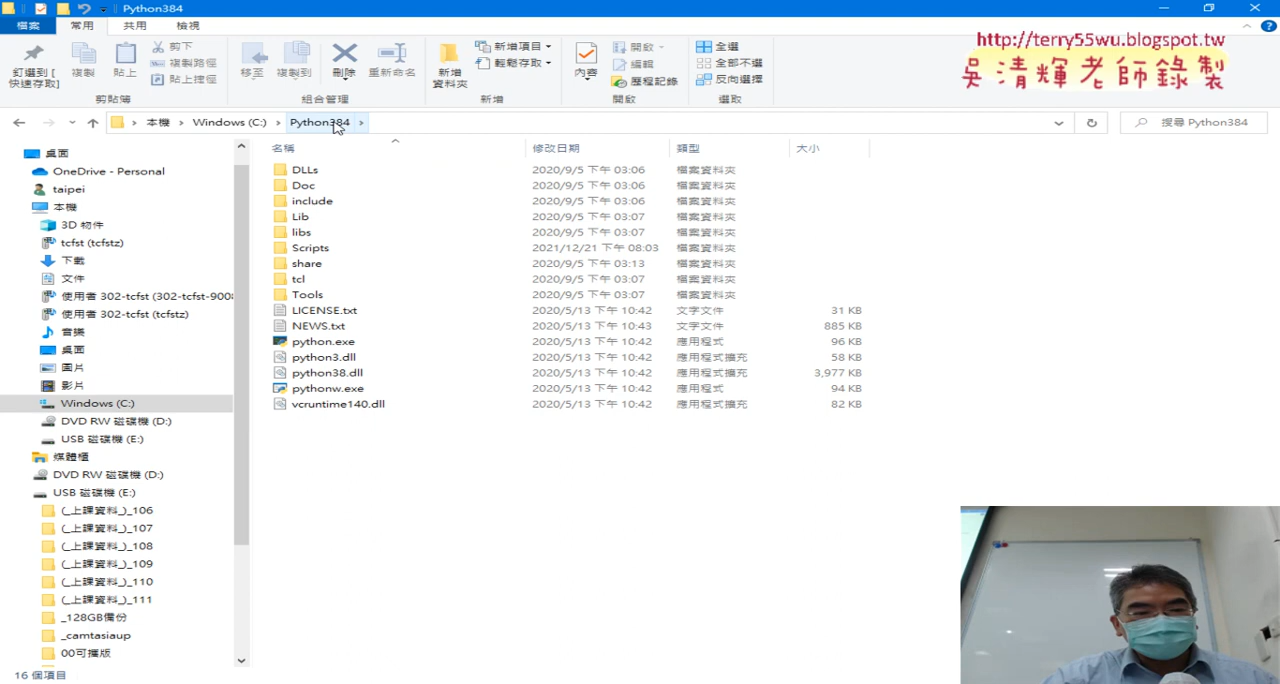 Python384
檔案 常用 共用 檢視
http://terry55wu.blogspot.tw
吳清輝老師錄製
釘選到 [
快速存取]
複製
貼上
剪下
複製路徑
貼上捷徑
剪貼簿
移至
複製到
刪除
重新命名
組合管理
新增
資料夾
新增項目
輕鬆存取
新增
內容
開啟
編輯
歷程記錄
開啟
全選
全部不選
反向選擇
選取
本機 Windows (C:) Python384
搜尋 Python384
桌面
OneDrive - Personal
taipei
本機
3D 物件
tcfst (tcfstz)
下載
文件
使用者 302-tcfst (302-tcfst-9008
使用者 302-tcfst (tcfstz)
音樂
桌面
圖片
影片
Windows (C:)
DVD RW 磁碟機 (D:)
USB 磁碟機 (E:)
媒體櫃
DVD RW 磁碟機 (D:)
USB 磁碟機 (E:)
(_上課資料_)_106
(_上課資料_)_107
(_上課資料_)_108
(_上課資料_)_109
(_上課資料_)_110
(_上課資料_)_111
_128GB備份
_camtasiaup
00可攜版
名稱 修改日期 類型 大小
DLLs 2020/9/5 下午 03:06 檔案資料夾
Doc 2020/9/5 下午 03:06 檔案資料夾
include 2020/9/5 下午 03:06 檔案資料夾
Lib 2020/9/5 下午 03:07 檔案資料夾
libs 2020/9/5 下午 03:07 檔案資料夾
Scripts 2021/12/21 下午 08:03 檔案資料夾
share 2020/9/5 下午 03:13 檔案資料夾
tcl 2020/9/5 下午 03:07 檔案資料夾
Tools 2020/9/5 下午 03:07 檔案資料夾
LICENSE.txt 2020/5/13 下午 10:42 文字文件 31 KB
NEWS.txt 2020/5/13 下午 10:43 文字文件 885 KB
python.exe 2020/5/13 下午 10:42 應用程式 96 KB
python3.dll 2020/5/13 下午 10:42 應用程式擴充 58 KB
python38.dll 2020/5/13 下午 10:42 應用程式擴充 3,977 KB
pythonw.exe 2020/5/13 下午 10:42 應用程式 94 KB
vcruntime140.dll 2020/5/13 下午 10:42 應用程式擴充 82 KB
16 個項目